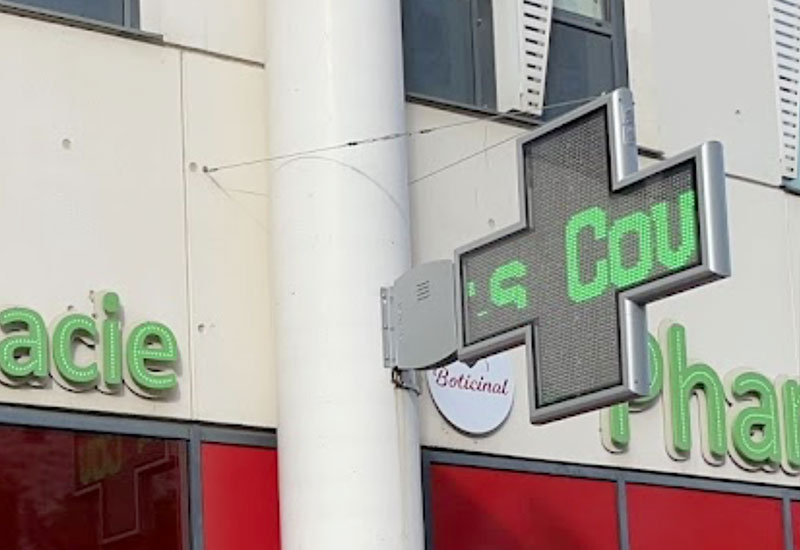 acie
s Cou
Boticinal
Phar